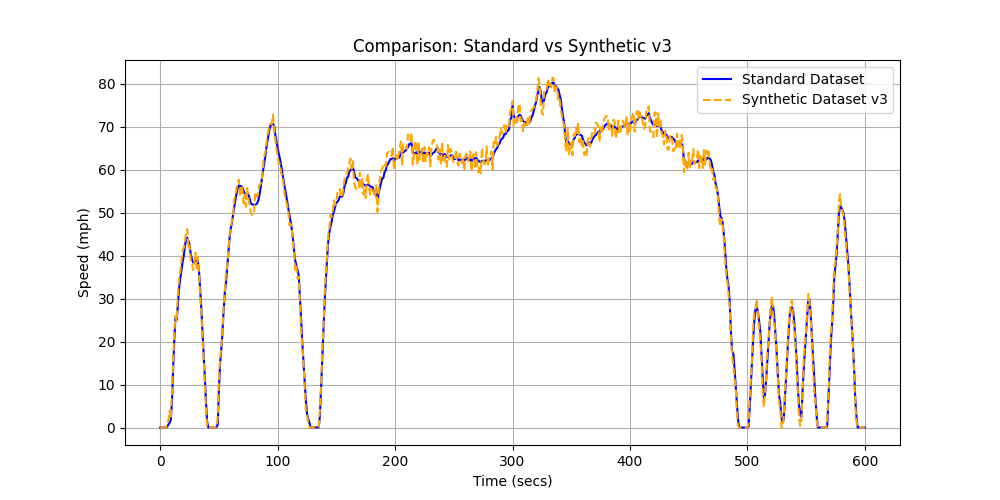 Comparison: Standard vs Synthetic v3
Standard Dataset
Synthetic Dataset v3
Speed (mph)
80
70
60
50
40
30
20
10
0
0 100 200 300 400 500 600
Time (secs)